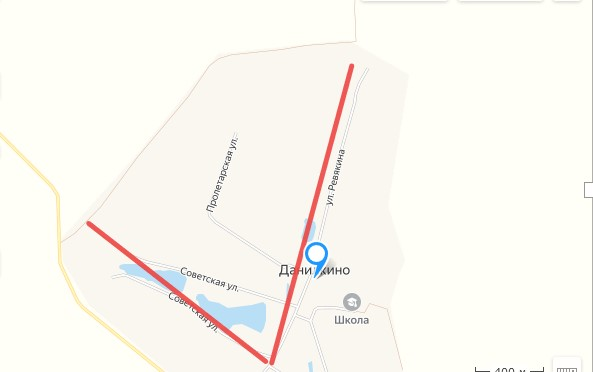 Пролетарская ул.
ул. Ревякина
Советская ул.
Советская ул.
Школа